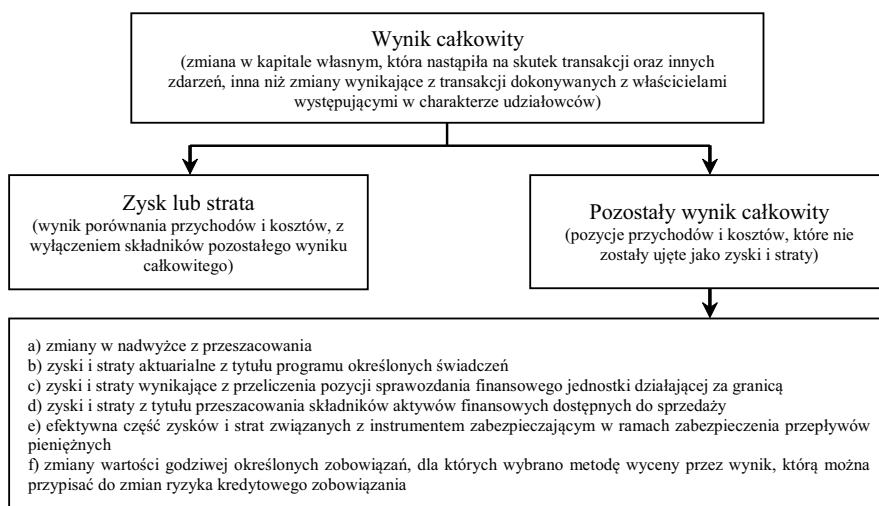 Wynik całkowity
(zmiana w kapitale własnym, która nastąpiła na skutek transakcji oraz innych
zdarzeń, inna niż zmiany wynikające z transakcji dokonywanych z właścicielami
występującymi w charakterze udziałowców)
Zysk lub strata
(wynik porównania przychodów i kosztów, z
wyłączeniem składników pozostałego wyniku
całkowitego)
Pozostały wynik całkowity
(pozycje przychodów i kosztów, które nie
zostały ujęte jako zyski i straty)
a) zmiany w nadwyżce z przeszacowania
b) zyski i straty aktuarialne z tytułu programu określonych świadczeń
c) zyski i straty wynikające z przeliczenia pozycji sprawozdania finansowego jednostki działającej za granicą
d) zyski i straty z tytułu przeszacowania składników aktywów finansowych dostępnych do sprzedaży
e) efektywna część zysków i strat związanych z instrumentem zabezpieczającym w ramach zabezpieczenia przepływów
pieniężnych
f) zmiany wartości godziwej określonych zobowiązań, dla których wybrano metodę wyceny przez wynik, którą można
przypisać do zmian ryzyka kredytowego zobowiązania